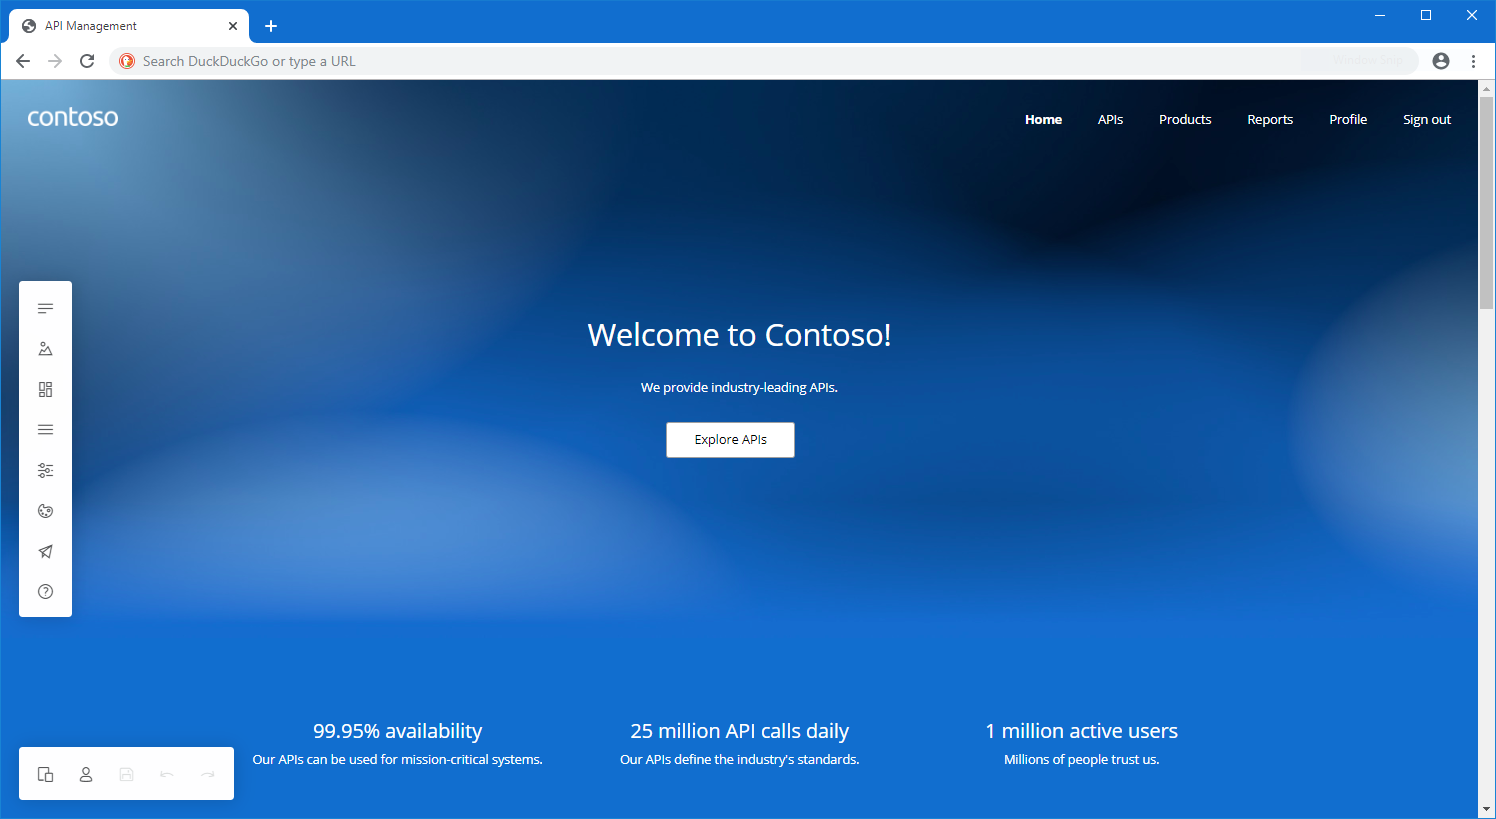 API Management
Search DuckDuckGo or type a URL
contoso
Home APIs Products Reports Profile Sign out
Welcome to Contoso!
We provide industry-leading APIs.
Explore APIs
99.95% availability 25 million API calls daily 1 million active users
Our APIs can be used for mission-critical systems. Our APIs define the industry's standards. Millions of people trust us.